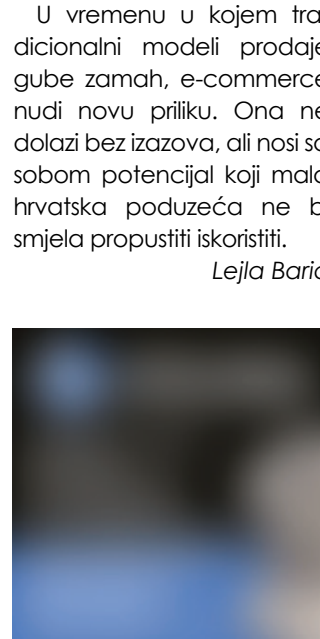 U vremenu u kojem tra
dicionalni modeli prodaje
gube zamah, e-commerce
nudi novu priliku. Ona ne
dolazi bez izazova, ali nosi sa
sobom potencijal koji mala
hrvatska poduzeća ne b
smjela propustiti iskoristiti.
Lejla Baric